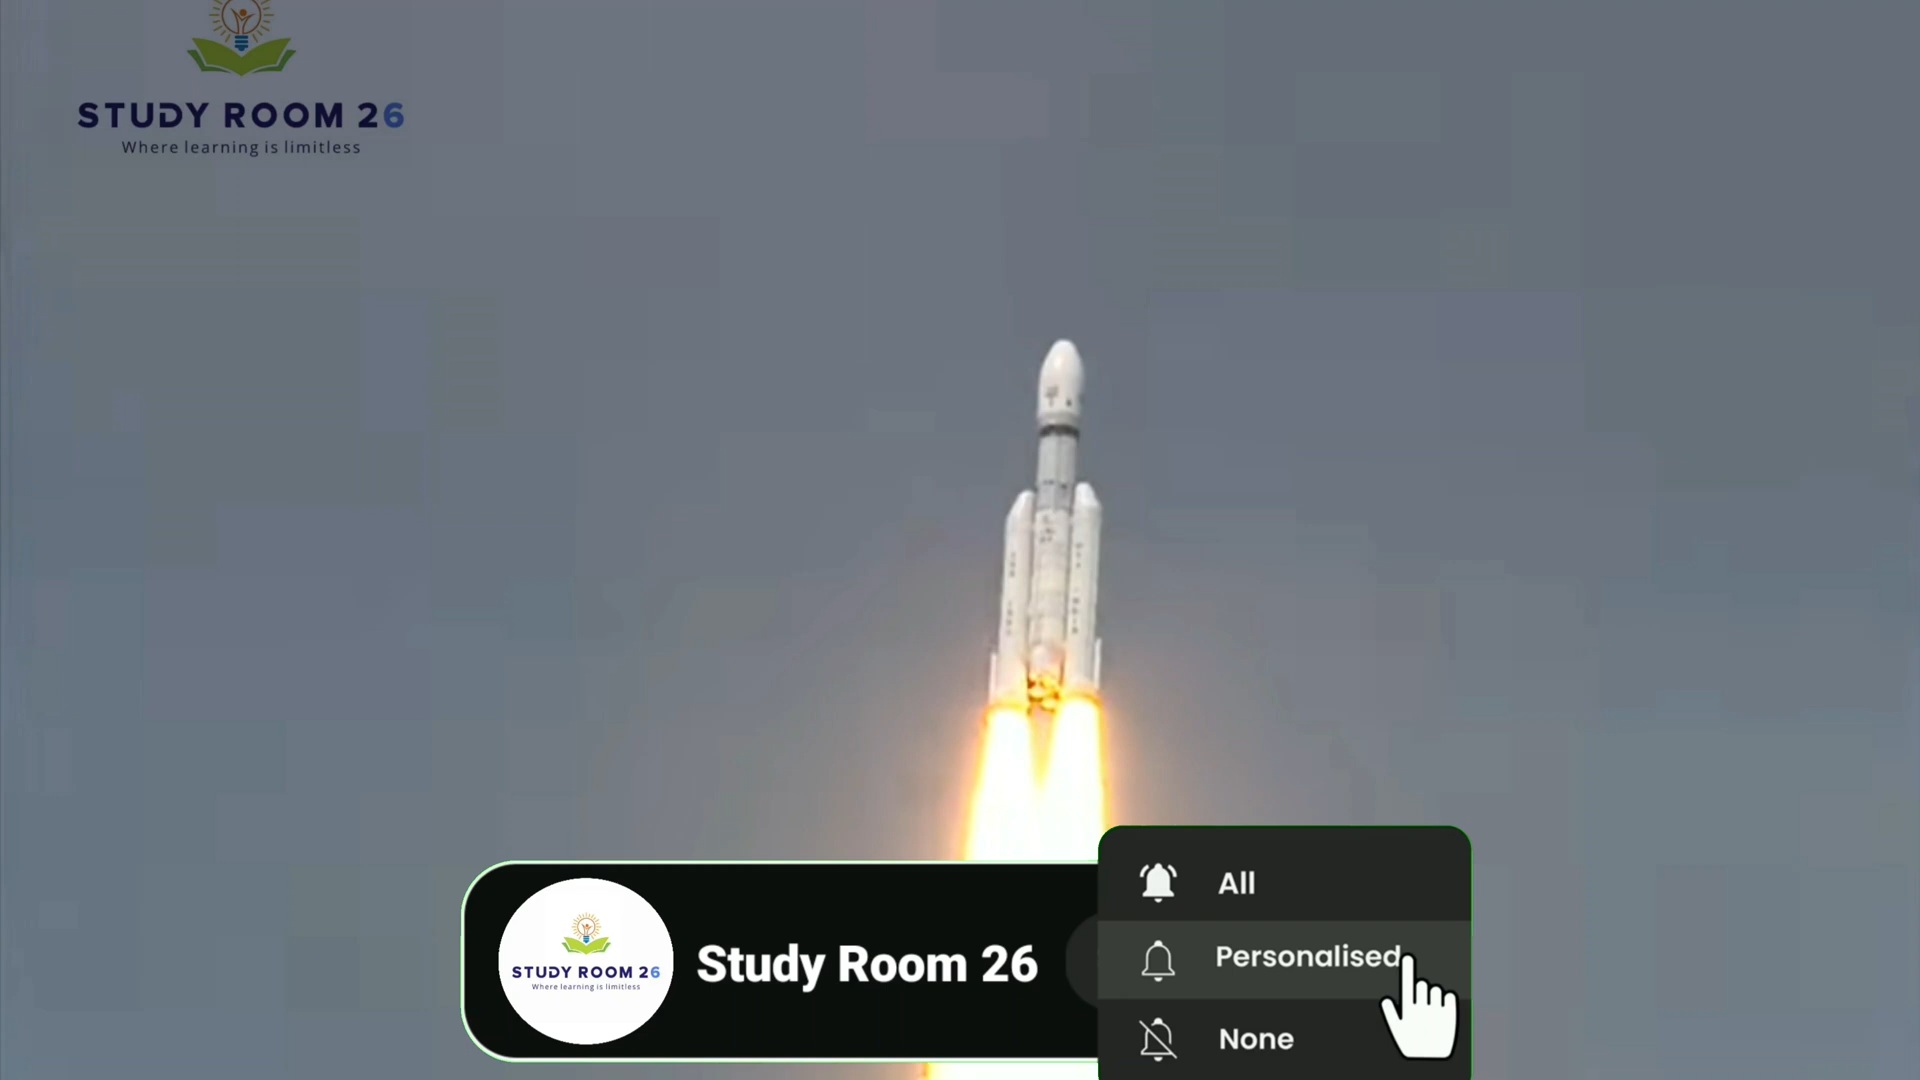 STUDY ROOM 26
Where learning is limitless
All
Personalised
None
Study Room 26
STUDY ROOM 26
Where learning is limitless